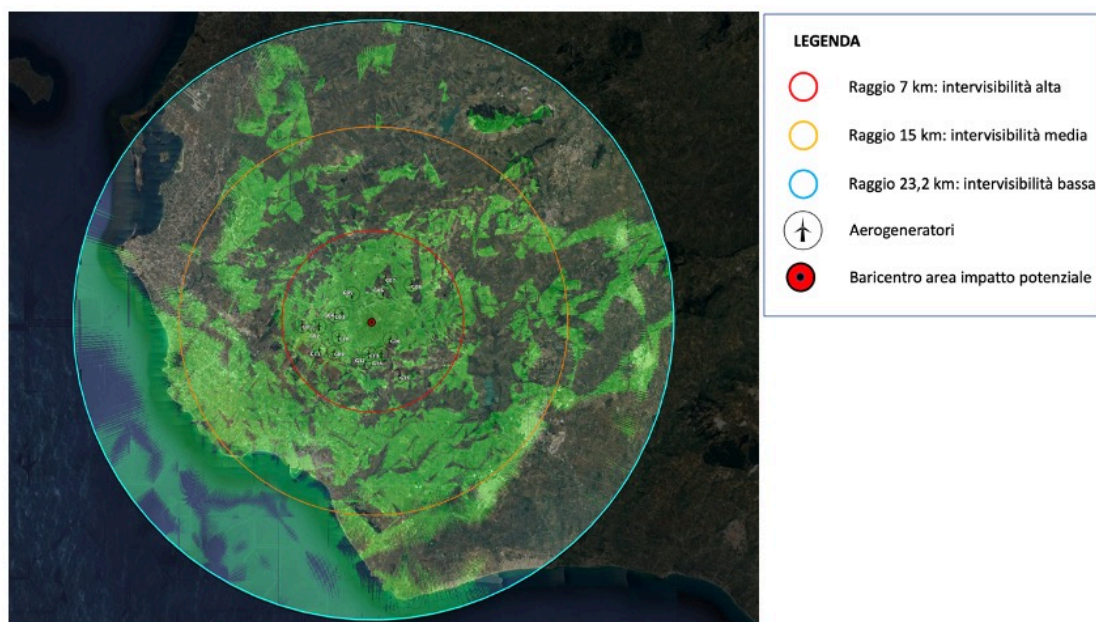 LEGENDA
Raggio 7 km: intervisibilità alta
Raggio 15 km: intervisibilità media
Raggio 23,2 km: intervisibilità bassa
Aerogeneratori
Baricentro area impatto potenziale